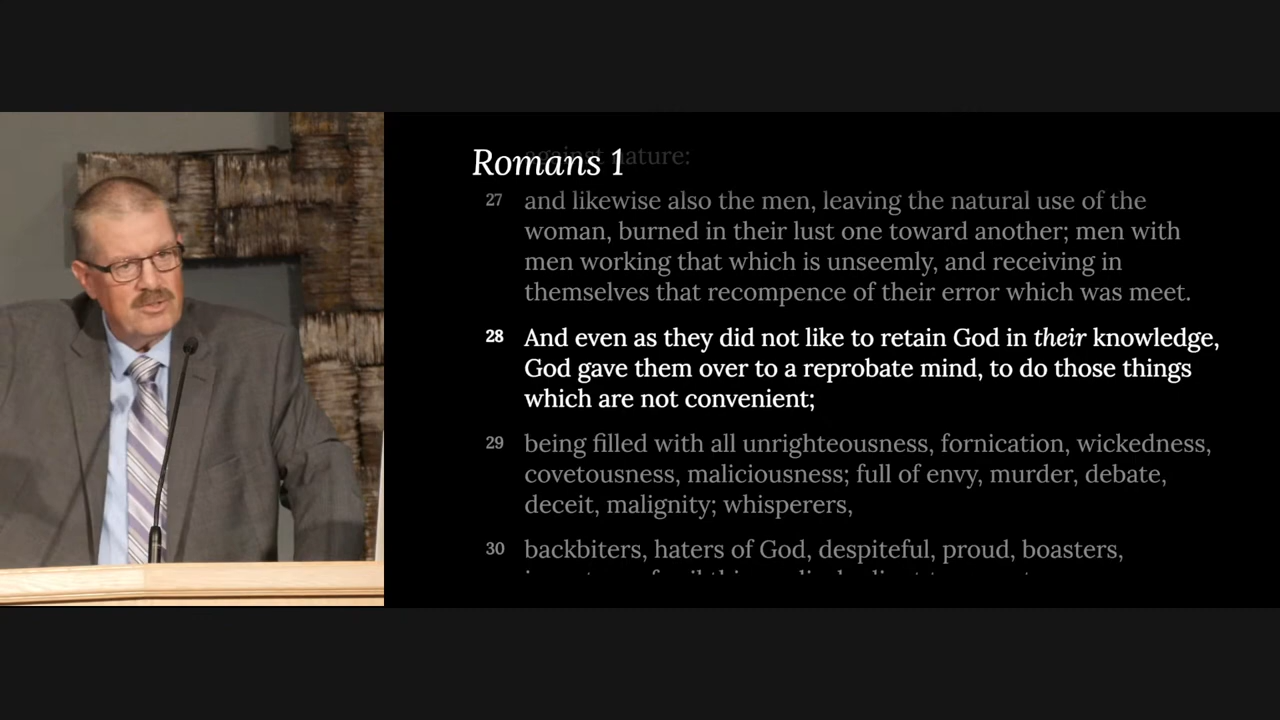 against nature:
Romans 1
27 and likewise also the men, leaving the natural use of the
woman, burned in their lust one toward another; men with
men working that which is unseemly, and receiving in
themselves that recompence of their error which was meet.
28 And even as they did not like to retain God in their knowledge,
God gave them over to a reprobate mind, to do those things
which are not convenient;
29 being filled with all unrighteousness, fornication, wickedness,
covetousness, maliciousness; full of envy, murder, debate,
deceit, malignity; whisperers,
30 backbiters, haters of God, despiteful, proud, boasters,